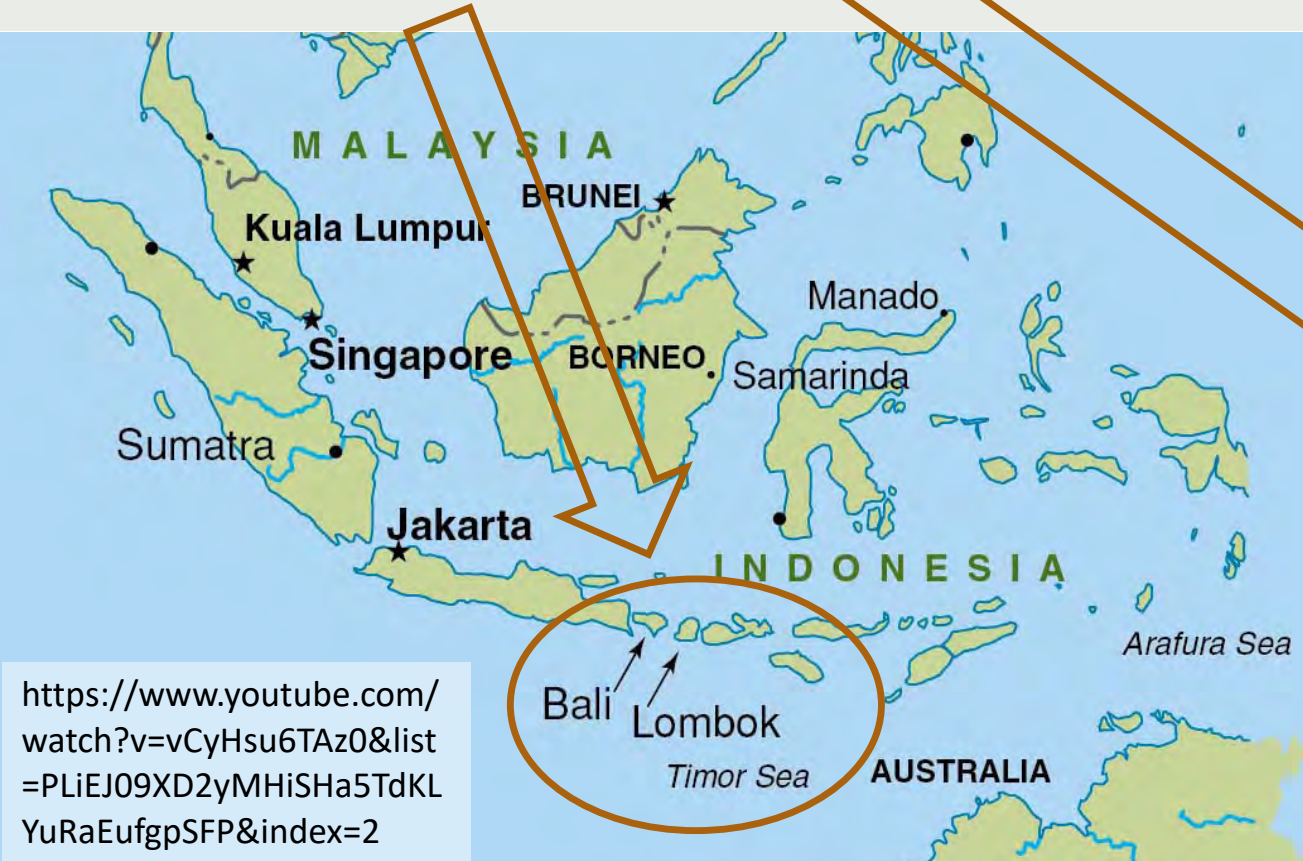 MALAYSIA
BRUNEI
Kuala Lumpur
Manado
Singapore
BORNEO
Samarinda
Sumatra
Jakarta
INDONESIA
Arafura Sea
Bali
Lombok
Timor Sea
AUSTRALIA
https://www.youtube.com/
watch?v=vCyHsu6TAz0&list
=PLiEJ09XD2yMHiSHa5TdKL
YuRaEufgpSFP&index=2